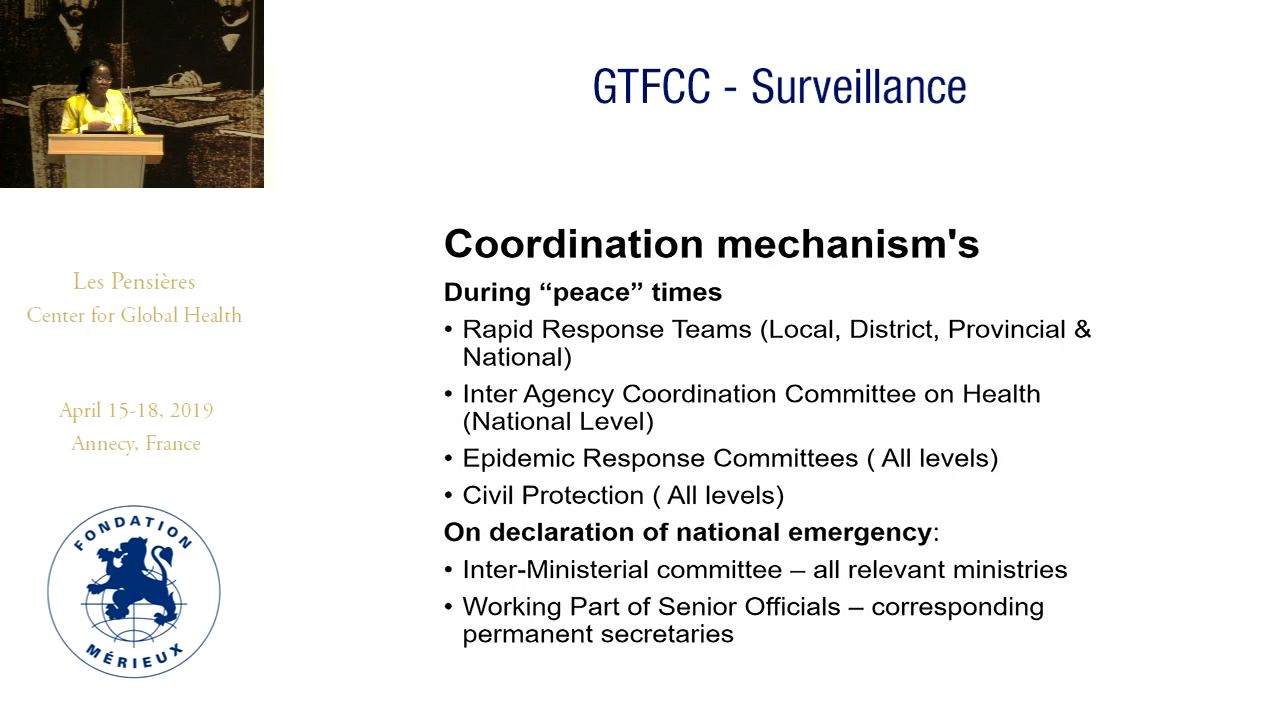 GTFCC - Surveillance
Les Pensières
Center for Global Health
April 15-18, 2019
Annecy, France
FONDATION
MÉRIEUX
Coordination mechanism's
During “peace” times
• Rapid Response Teams (Local, District, Provincial &
National)
• Inter Agency Coordination Committee on Health
(National Level)
• Epidemic Response Committees ( All levels)
• Civil Protection ( All levels)
On declaration of national emergency:
• Inter-Ministerial committee – all relevant ministries
• Working Part of Senior Officials – corresponding
permanent secretaries